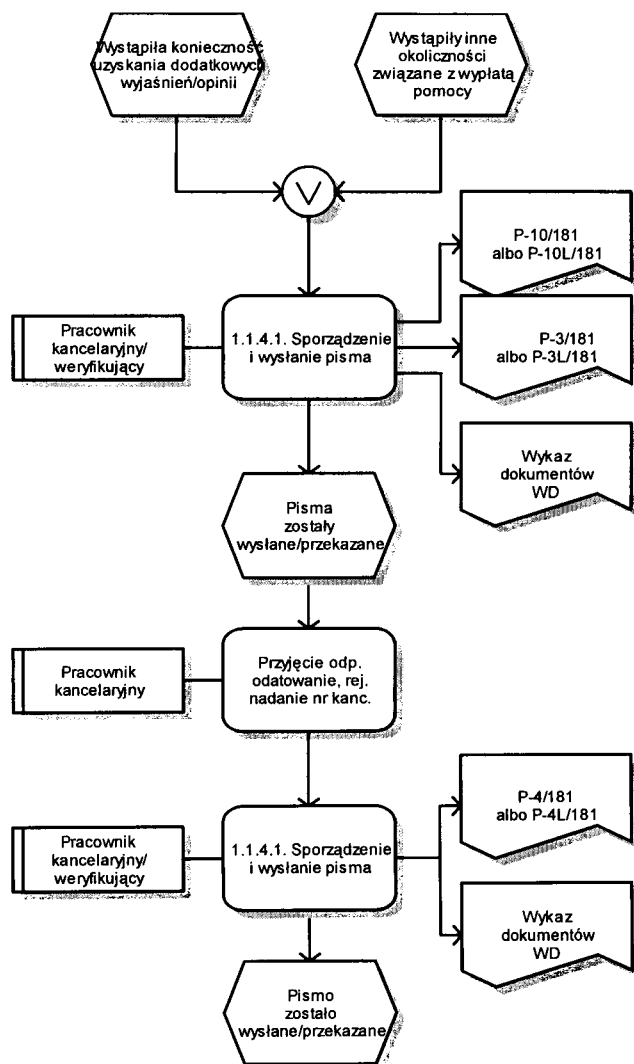 Wystąpiła konieczność
uzyskania dodatkowych
wyjaśnień/opinii
Wystąpiły inne
okoliczności
związane z wypłatą
pomocy
V
P-10/181
albo P-10L/181
Pracownik
kancelaryjny/
weryfikujący
1.1.4.1. Sporządzenie
i wysłanie pisma
P-3/181
albo P-3L/181
Wykaz
dokumentów
WD
Pisma
zostały
wysłane/przekazane
Pracownik
kancelaryjny
Przyjęcie odp.
odatowanie, rej.
nadanie nr kanc.
P-4/181
albo P-4L/181
Pracownik
kancelaryjny/
weryfikujący
1.1.4.1. Sporządzenie
i wysłanie pisma
Wykaz
dokumentów
WD
Pismo
zostało
wysłane/przekazane